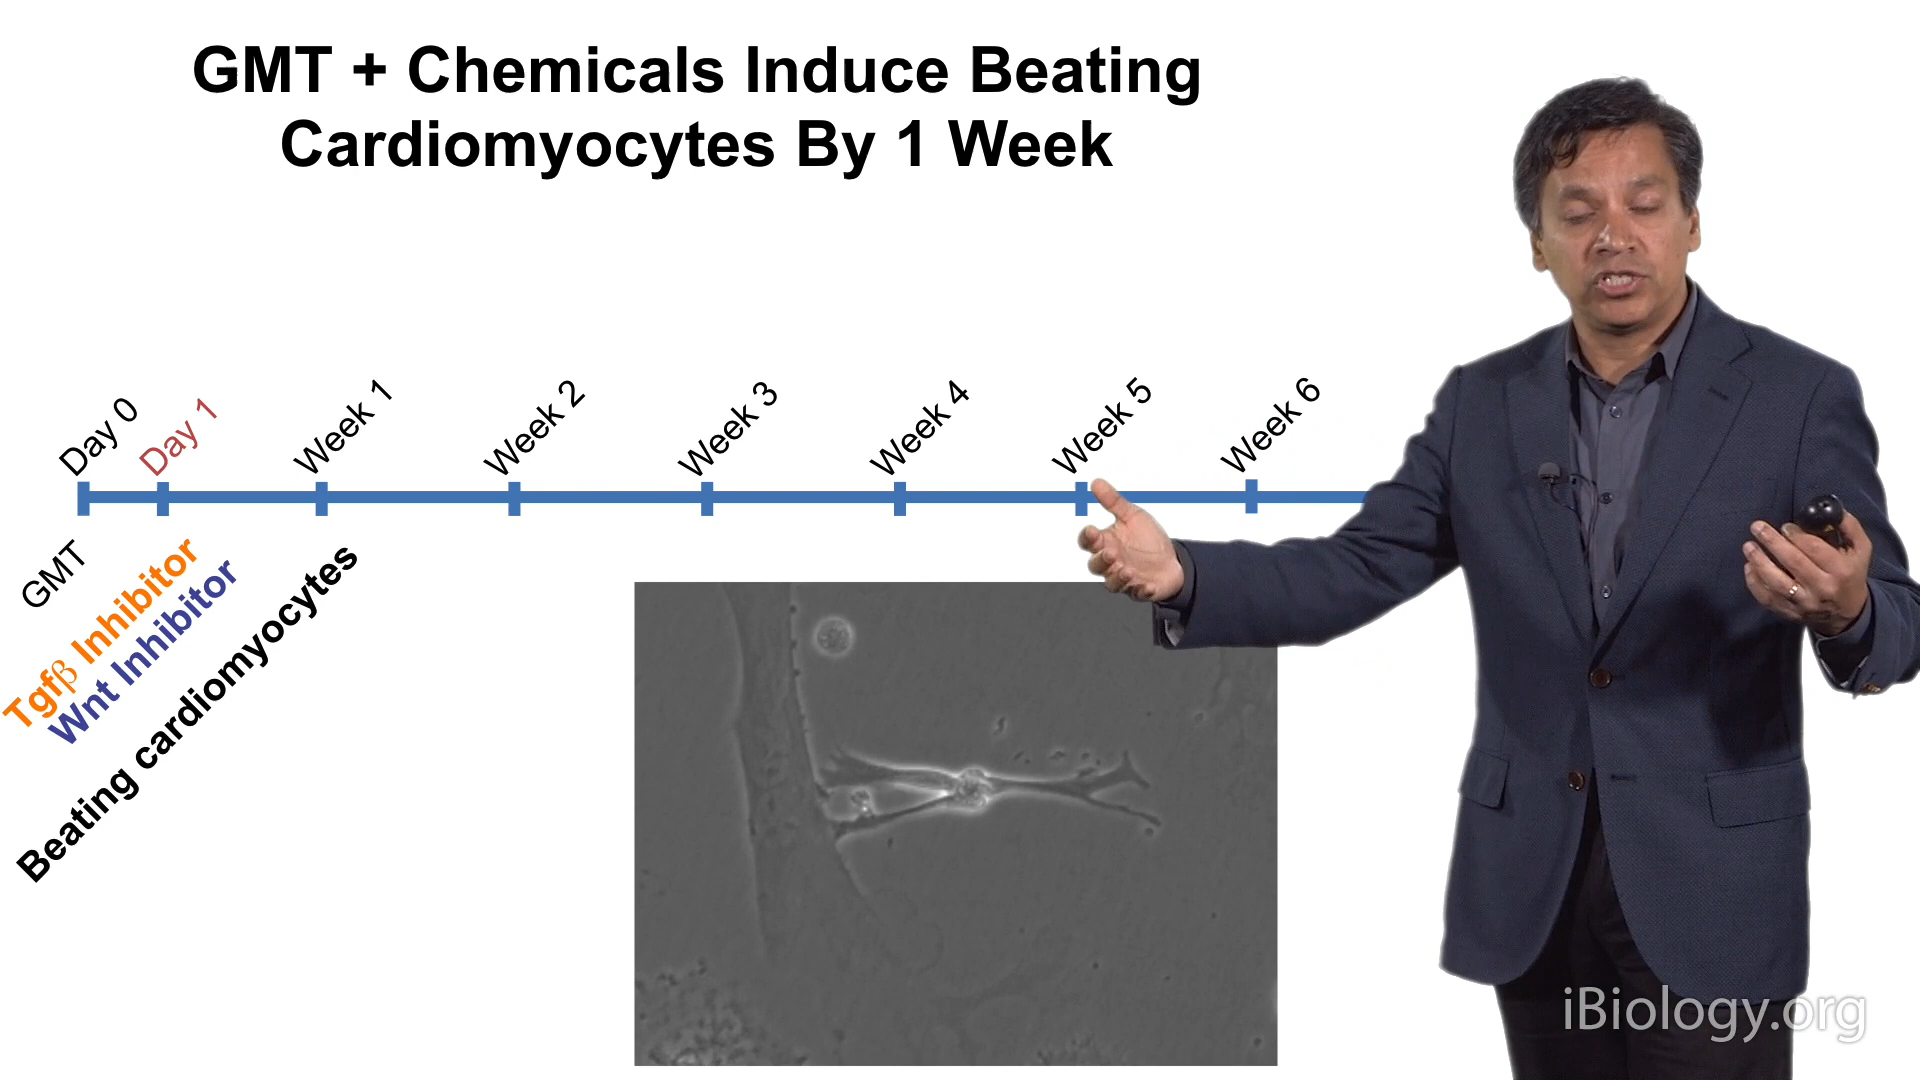 GMT + Chemicals Induce Beating
Cardiomyocytes By 1 Week
Day 0
Day 1
Week 1
Week 2
Week 3
Week 4
Week 5
Week 6
GMT
Tgfβ Inhibitor
Wnt Inhibitor
Beating cardiomyocytes
iBiology.org